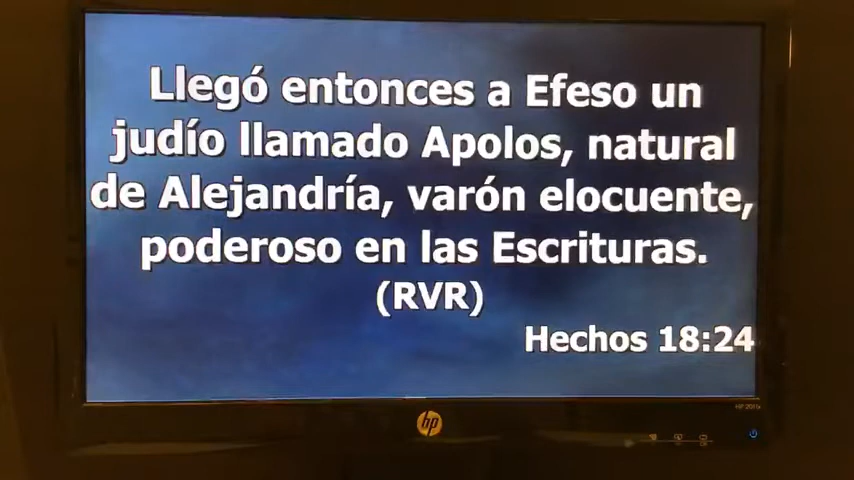 Llegó entonces a Efeso un
judío llamado Apolos, natural
de Alejandría, varón elocuente,
poderoso en las Escrituras.
(RVR)
Hechos 18:24
hp